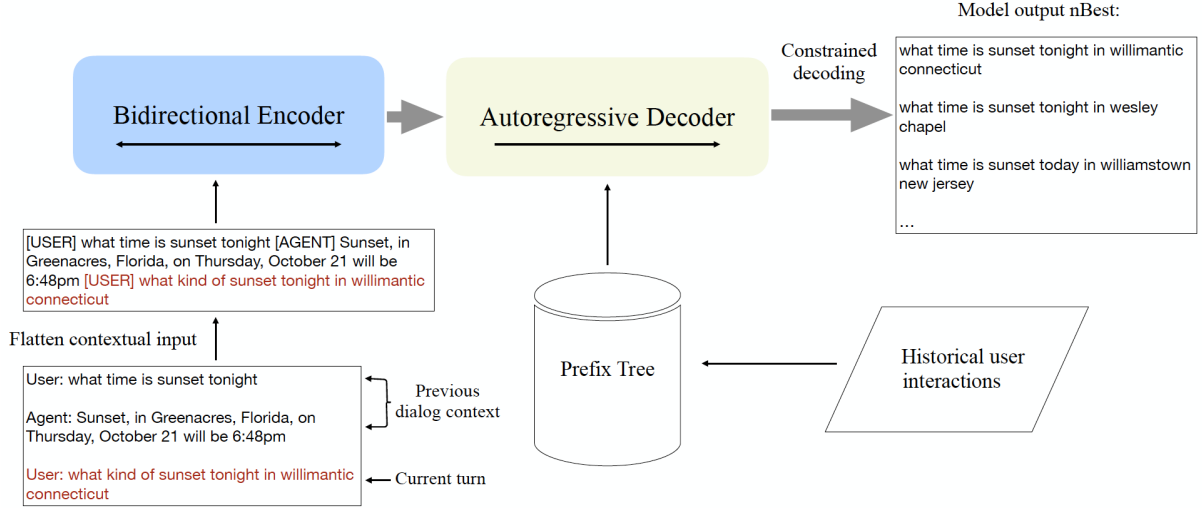 Model output nBest:
Bidirectional Encoder
Autoregressive Decoder
Constrained
decoding
what time is sunset tonight in willimantic
connecticut
what time is sunset tonight in wesley
chapel
what time is sunset today in williamstown
new jersey
...
[USER] what time is sunset tonight [AGENT] Sunset, in
Greenacres, Florida, on Thursday, October 21 will be
6:48pm [USER] what kind of sunset tonight in willimantic
connecticut
Flatten contextual input
User: what time is sunset tonight
Agent: Sunset, in Greenacres, Florida, on
Thursday, October 21 will be 6:48pm
User: what kind of sunset tonight in willimantic
connecticut
Previous
dialog context
Current turn
Prefix Tree
Historical user
interactions